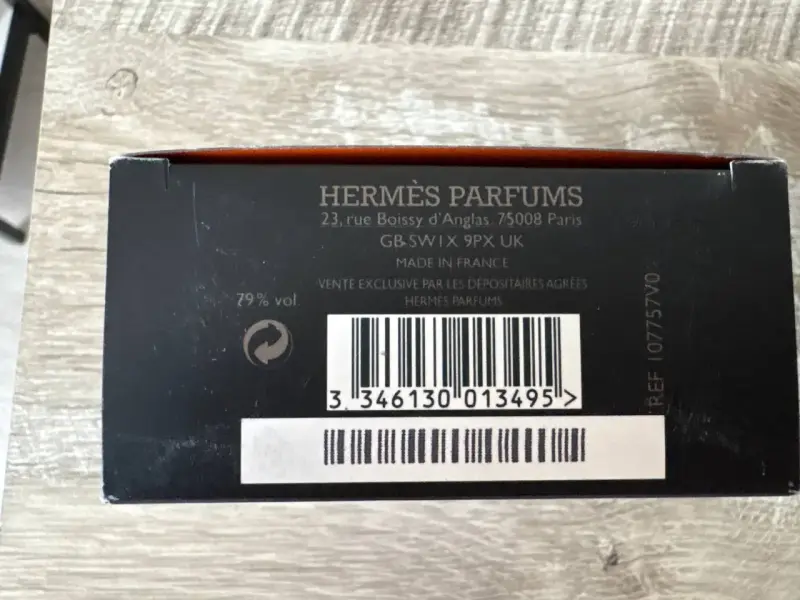 HERMÈS PARFUMS
23, rue Boissy d'Anglas. 75008 Paris
GB-SW1X 9PX UK
MADE IN FRANCE
VENTE EXCLUSIVE PAR LES DÉPOSITAIRES AGRÉÉS
HERMÈS PARFUMS
79% vol
3 346130 013495 >
REF 107757V0